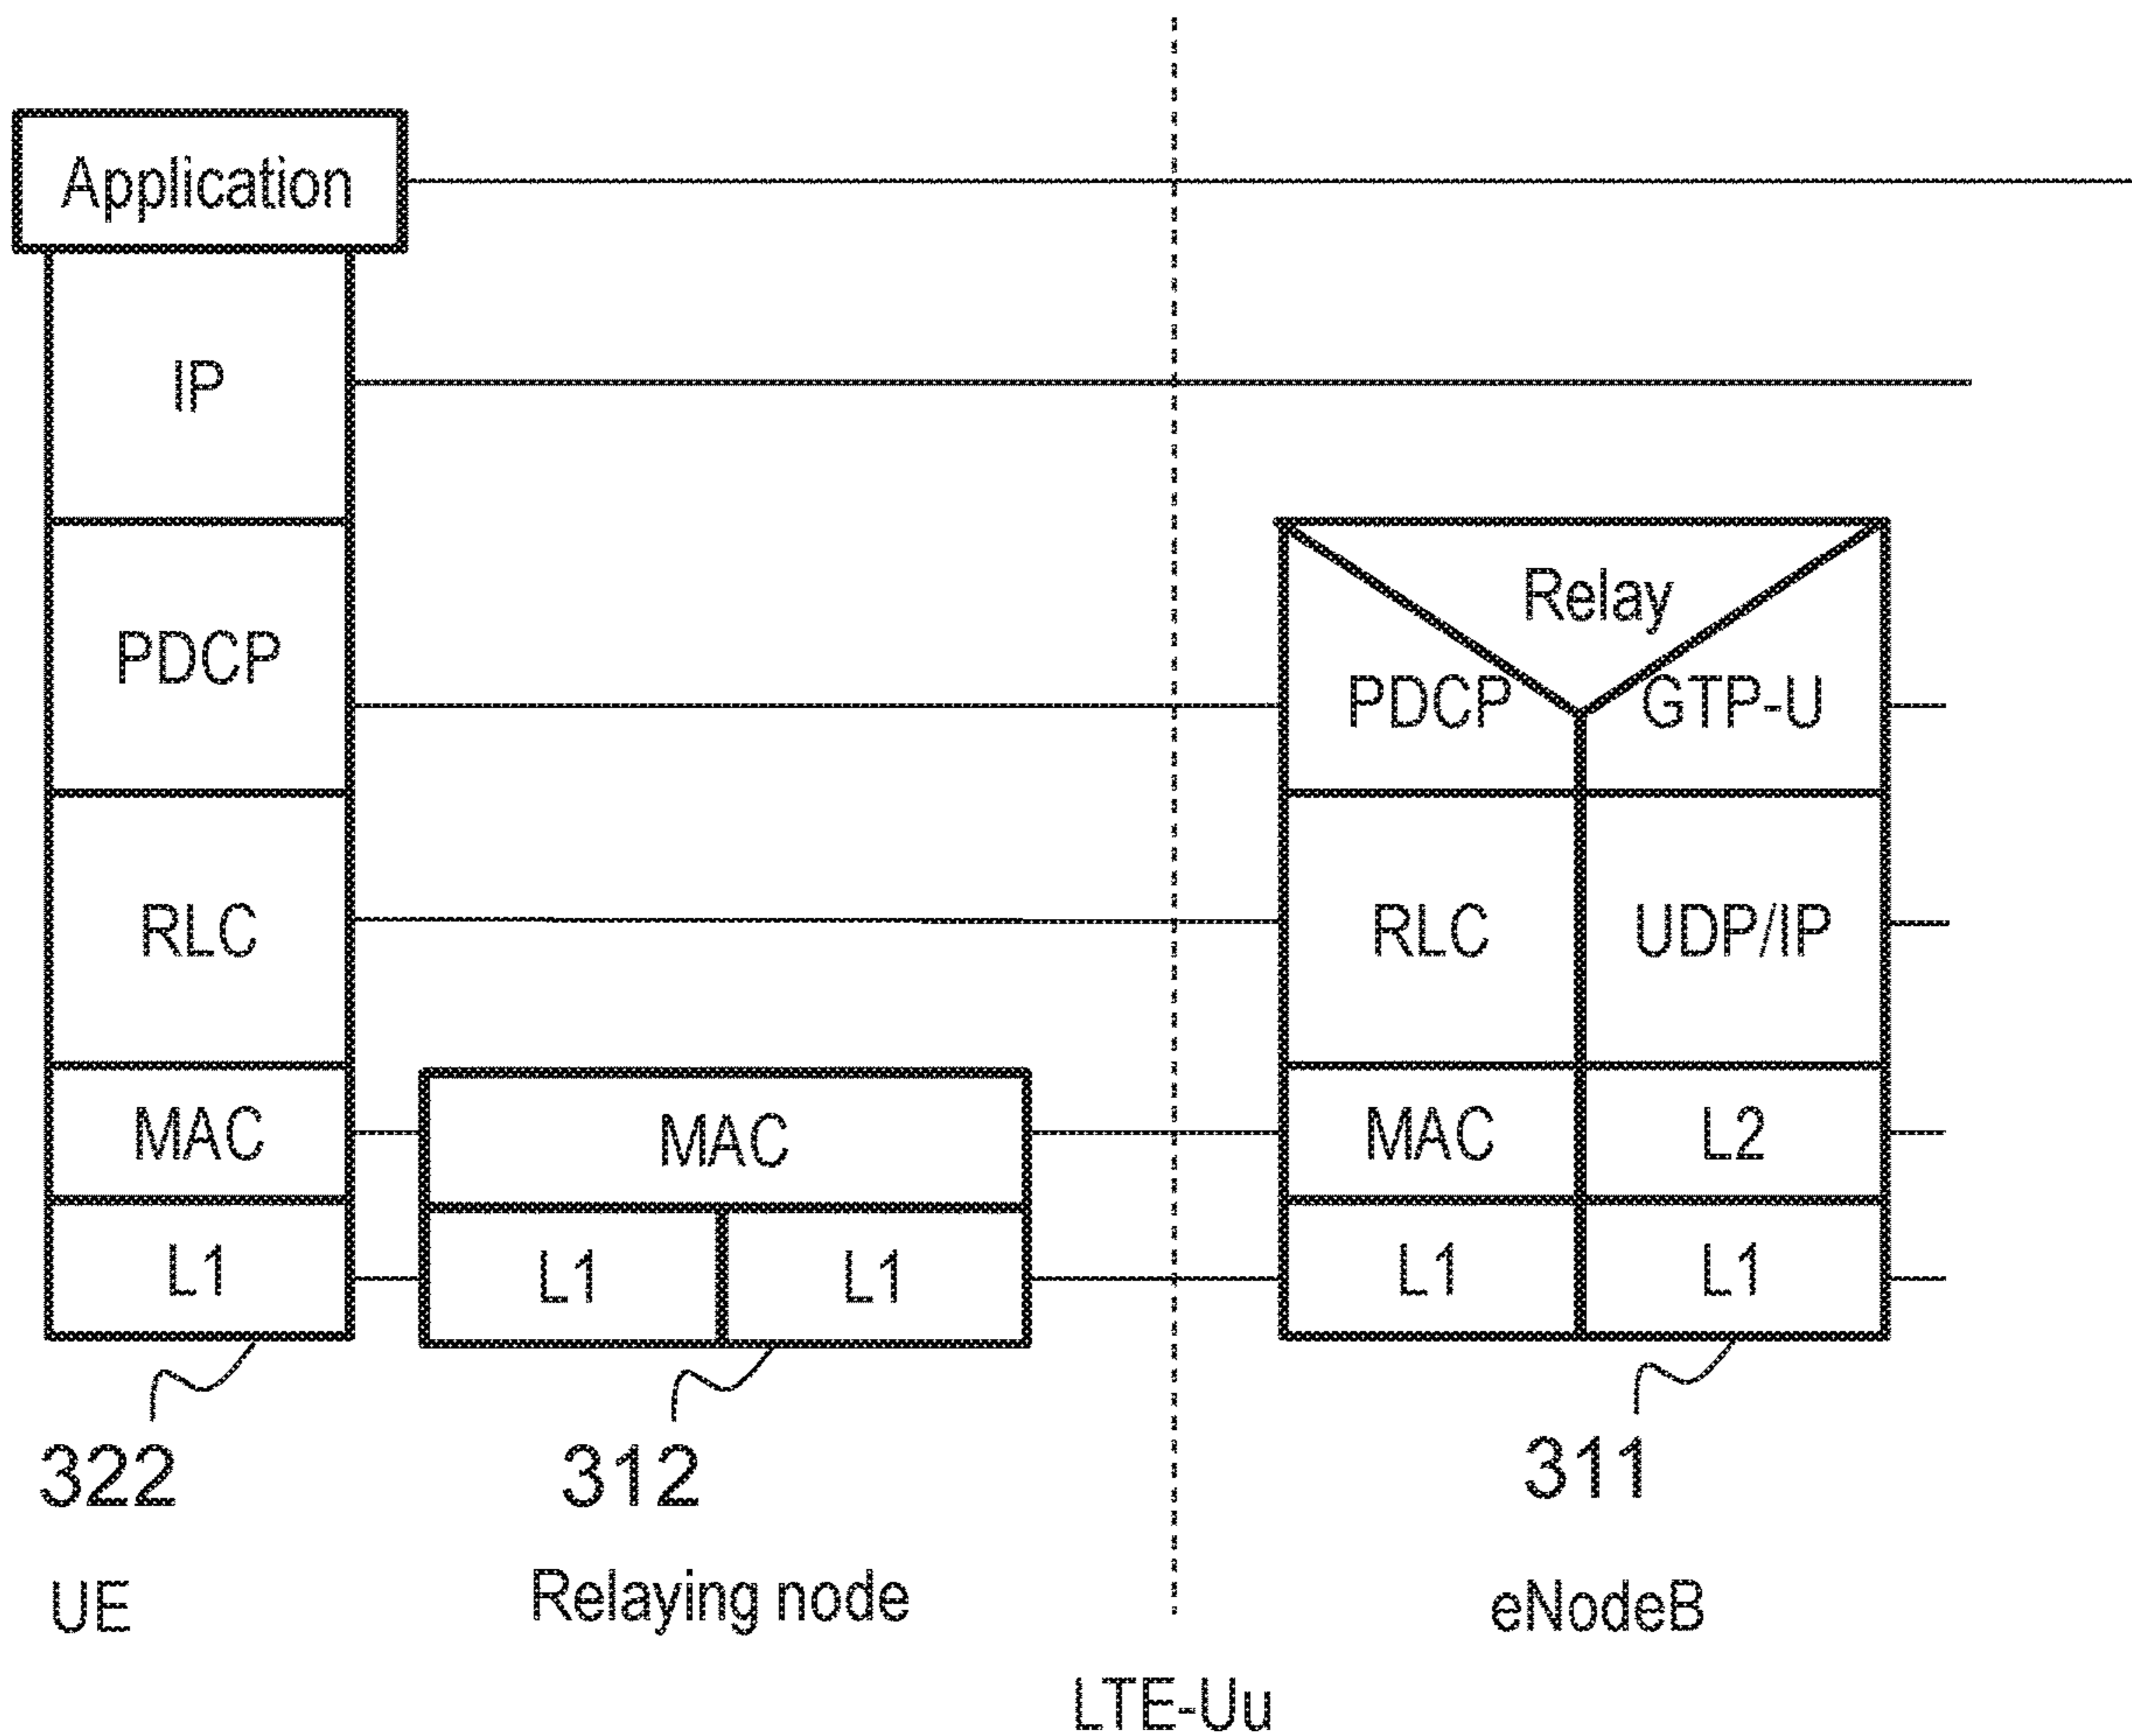 Application
IP
Relay
PDCP
PDCP GTP-U
RLC
RLC UDP/IP
MAC MAC MAC L2
L1 L1 L1 L1 L1
322 312 311
UE Relaying node eNodeB
LTE-Uu